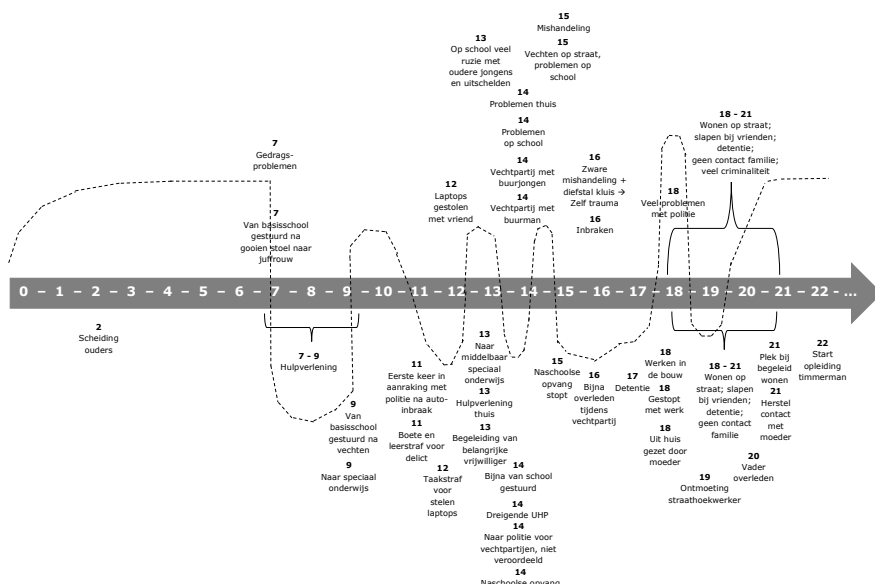 15
Mishandeling
15
Vechten op straat,
problemen op
school
13
Op school veel
ruzie met
oudere jongens
en uitschelden
14
Problemen thuis
14
Problemen
op school
14
Vechtpartij met
buurjongen
14
Vechtpartij met
buurman
7
Gedrags-
problemen
7
Van basisschool
gestuurd na
gooien stoel naar
juffrouw
12
Laptops
gestolen
met vriend
16
Zware
mishandeling +
diefstal kluis →
Zelf trauma
16
Inbraken
18
Veel problemen
met politie
18 - 21
Wonen op straat;
slapen bij vrienden;
detentie;
geen contact familie;
veel criminaliteit
0 – 1 – 2 – 3 – 4 – 5 – 6 – 7 – 8 – 9 – 10 – 11 – 12 – 13 – 14 – 15 – 16 – 17 – 18 – 19 – 20 – 21 – 22 - …
2
Scheiding
ouders
7 - 9
Hulpverlening
9
Van
basisschool
gestuurd na
vechten
9
Naar speciaal
onderwijs
11
Eerste keer in
aanraking met
politie na auto-
inbraak
11
Boete en
leerstraf voor
delict
12
Taakstraf
voor
stelen
laptops
13
Naar
middelbaar
speciaal
onderwijs
13
Hulpverlening
thuis
13
Begeleiding van
belangrijke
vrijwilliger
14
Bijna van school
gestuurd
14
Dreigende UHP
14
Naar politie voor
vechtpartijen, niet
veroordeeld
14
Naschoolse opvang
15
Naschoolse
opvang
stopt
16
Bijna
overleden
tijdens
vechtpartij
17
Detentie
18
Werken in
de bouw
18
Gestopt
met werk
18
Uit huis
gezet door
moeder
18 - 21
Wonen op
straat; slapen
bij vrienden;
detentie;
geen contact
familie
19
Ontmoeting
straathoekwerker
20
Vader
overleden
21
Plek bij
begeleid
wonen
21
Herstel
contact
met
moeder
22
Start
opleiding
timmerman